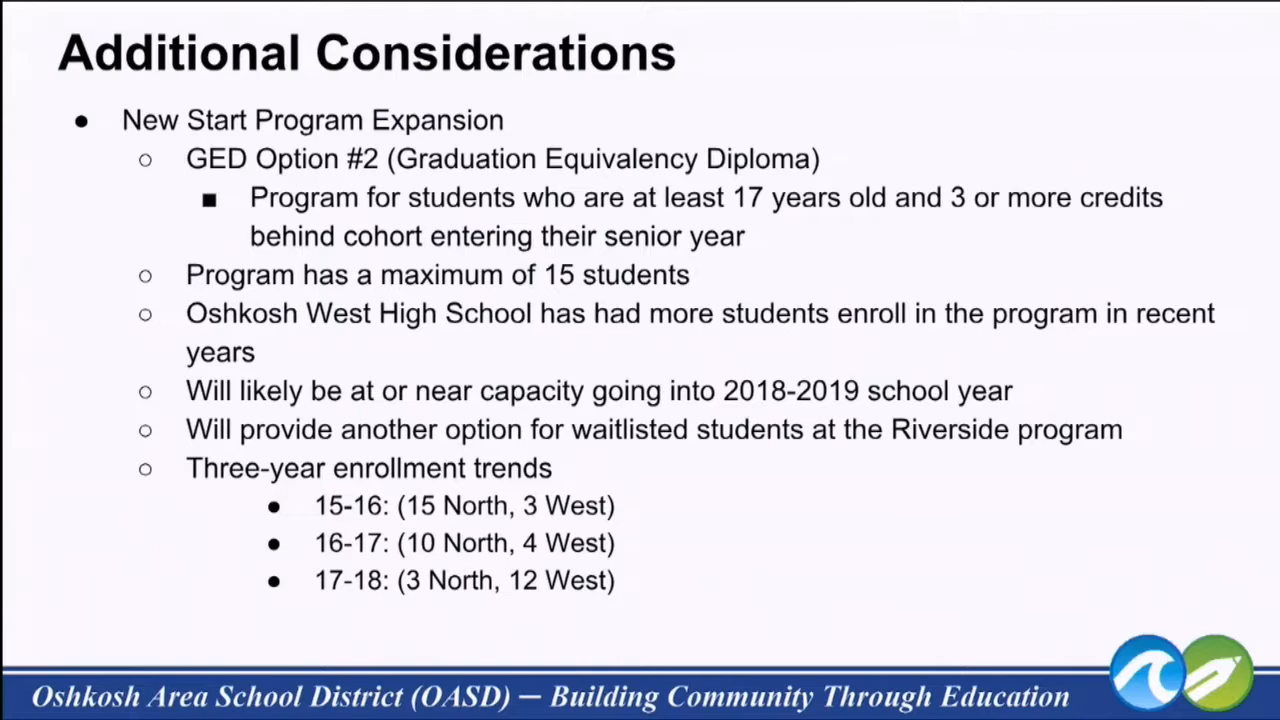 Additional Considerations
● New Start Program Expansion
○ GED Option #2 (Graduation Equivalency Diploma)
■ Program for students who are at least 17 years old and 3 or more credits
behind cohort entering their senior year
○ Program has a maximum of 15 students
○ Oshkosh West High School has had more students enroll in the program in recent
years
○ Will likely be at or near capacity going into 2018-2019 school year
○ Will provide another option for waitlisted students at the Riverside program
○ Three-year enrollment trends
● 15-16: (15 North, 3 West)
● 16-17: (10 North, 4 West)
● 17-18: (3 North, 12 West)
Oshkosh Area School District (OASD) — Building Community Through Education